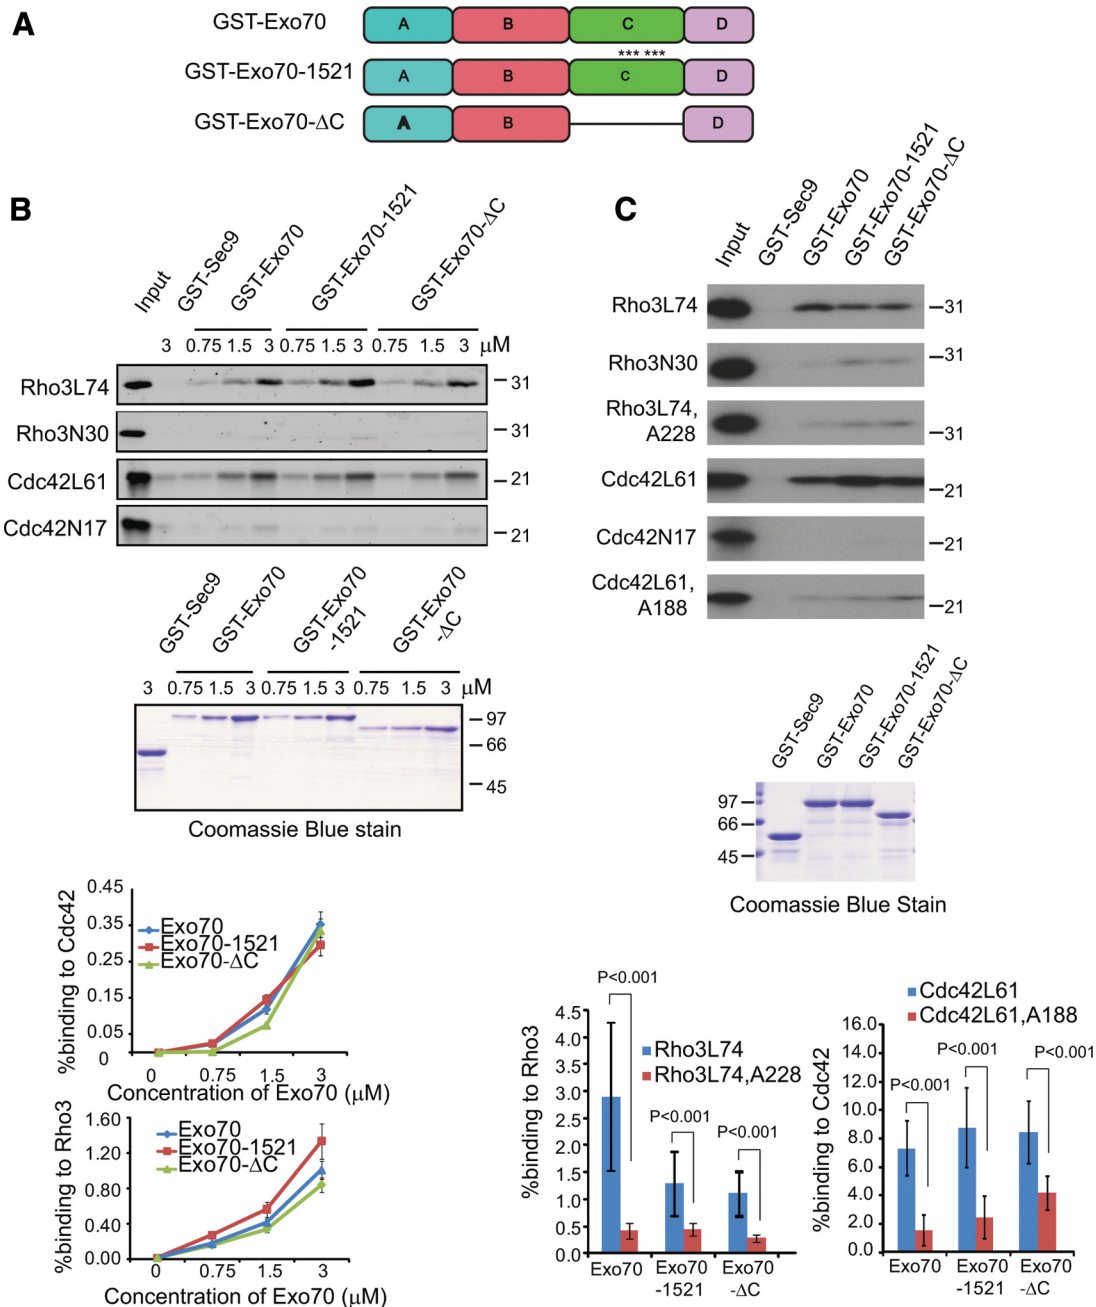 A
GST-Exo70
A B C D
*** ***
GST-Exo70-1521
A B C D
GST-Exo70-ΔC
A B D
B
Input
GST-Sec9
GST-Exo70
GST-Exo70-1521
GST-Exo70-ΔC
3 0.75 1.5 3 0.75 1.5 3 0.75 1.5 3 μM
Rho3L74
31
Rho3N30
31
Cdc42L61
21
Cdc42N17
21
GST-Sec9
GST-Exo70
GST-Exo70
-1521
GST-Exo70
-ΔC
3 0.75 1.5 3 0.75 1.5 3 0.75 1.5 3 μM
97
66
45
Coomassie Blue stain
%binding to Cdc42
0.45
0.35
0.25
0.15
0.05
0
Exo70
Exo70-1521
Exo70-ΔC
0 0.75 1.5 3
Concentration of Exo70 (μM)
%binding to Rho3
1.60
1.20
0.80
0.40
0.00
Exo70
Exo70-1521
Exo70-ΔC
0 0.75 1.5 3
Concentration of Exo70 (μM)
C
Input
GST-Sec9
GST-Exo70
GST-Exo70-1521
GST-Exo70-ΔC
Rho3L74
31
Rho3N30
31
Rho3L74,
A228
31
Cdc42L61
21
Cdc42N17
21
Cdc42L61,
A188
21
GST-Sec9
GST-Exo70
GST-Exo70-1521
GST-Exo70-ΔC
97
66
45
Coomassie Blue Stain
%binding to Rho3
4.5
4.0
3.5
3.0
2.5
2.0
1.5
1.0
0.5
0.0
P<0.001
Rho3L74
Rho3L74,A228
P<0.001
P<0.001
Exo70
Exo70
-1521
Exo70
-ΔC
%binding to Cdc42
16.0
14.0
12.0
10.0
8.0
6.0
4.0
2.0
0.0
Cdc42L61
Cdc42L61,A188
P<0.001
P<0.001
P<0.001
Exo70
Exo70
-1521
Exo70
-ΔC